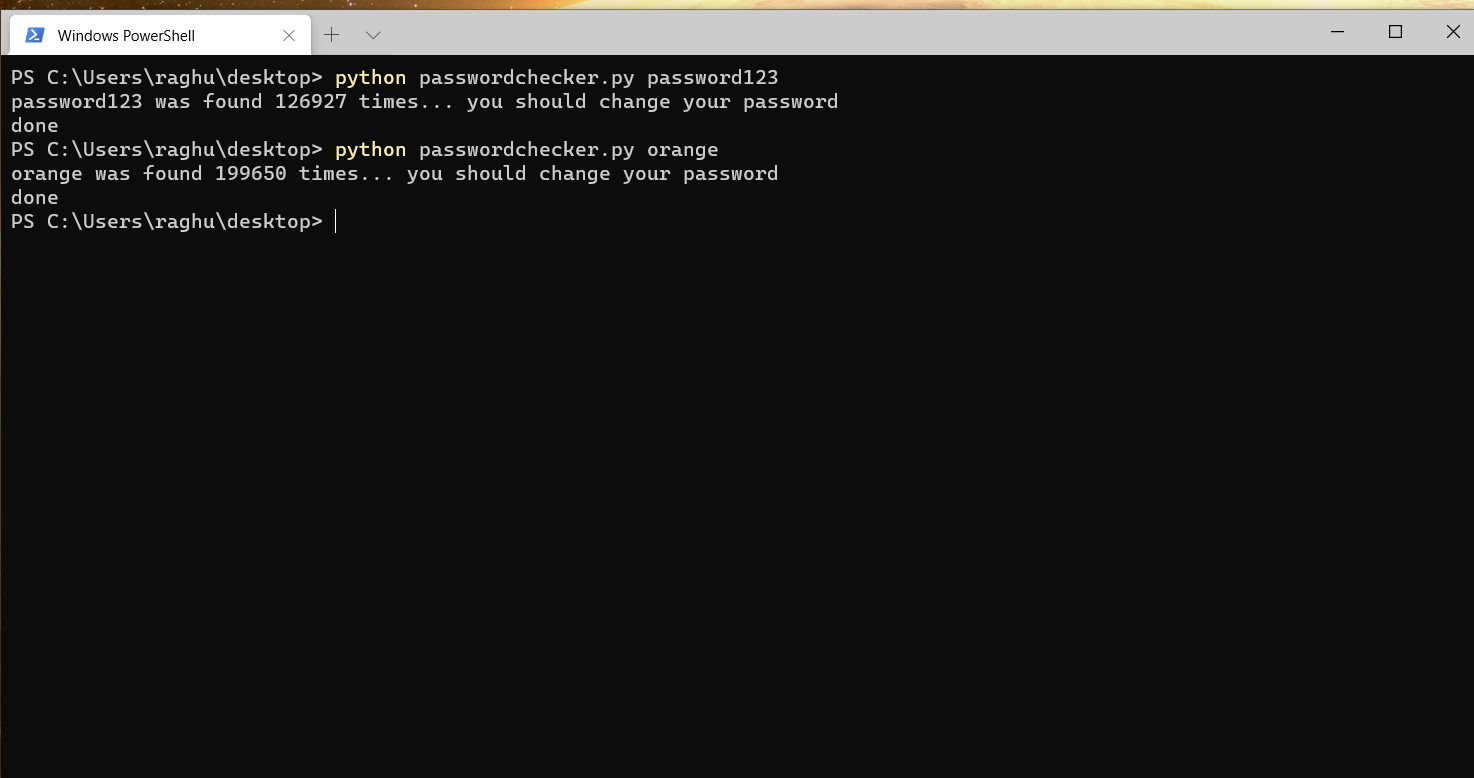 Windows PowerShell
PS C:\Users\raghu\desktop> python passwordchecker.py password123
password123 was found 126927 times... you should change your password
done
PS C:\Users\raghu\desktop> python passwordchecker.py orange
orange was found 199650 times... you should change your password
done
PS C:\Users\raghu\desktop>